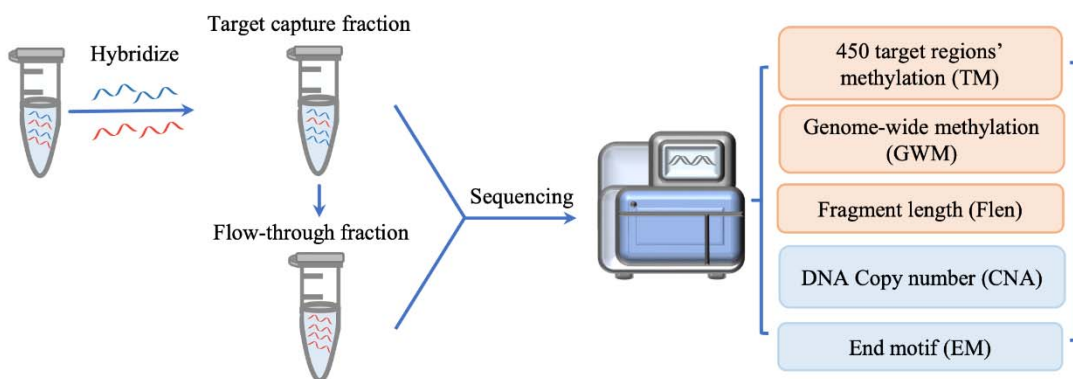 Target capture fraction
Hybridize
Flow-through fraction
Sequencing
450 target regions’
methylation (TM)
Genome-wide methylation
(GWM)
Fragment length (Flen)
DNA Copy number (CNA)
End motif (EM)